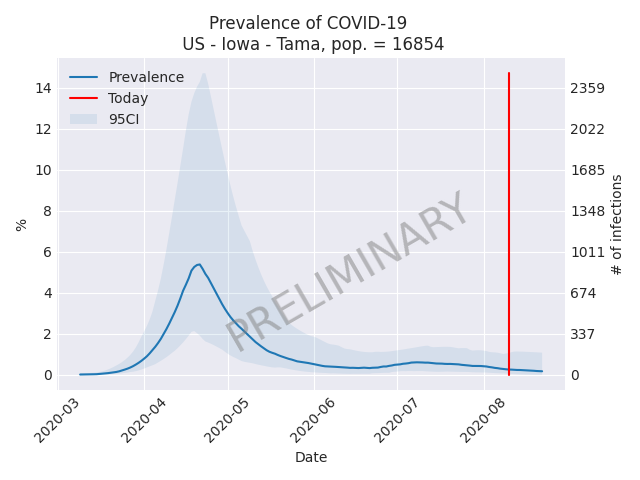 Prevalence of COVID-19
US - Iowa - Tama, pop. = 16854
Prevalence
Today
95CI
14
12
10
8
6
4
2
0
%
2359
2022
1685
1348
1011
674
337
0
# of infections
PRELIMINARY
2020-03
2020-04
2020-05
2020-06
2020-07
2020-08
Date